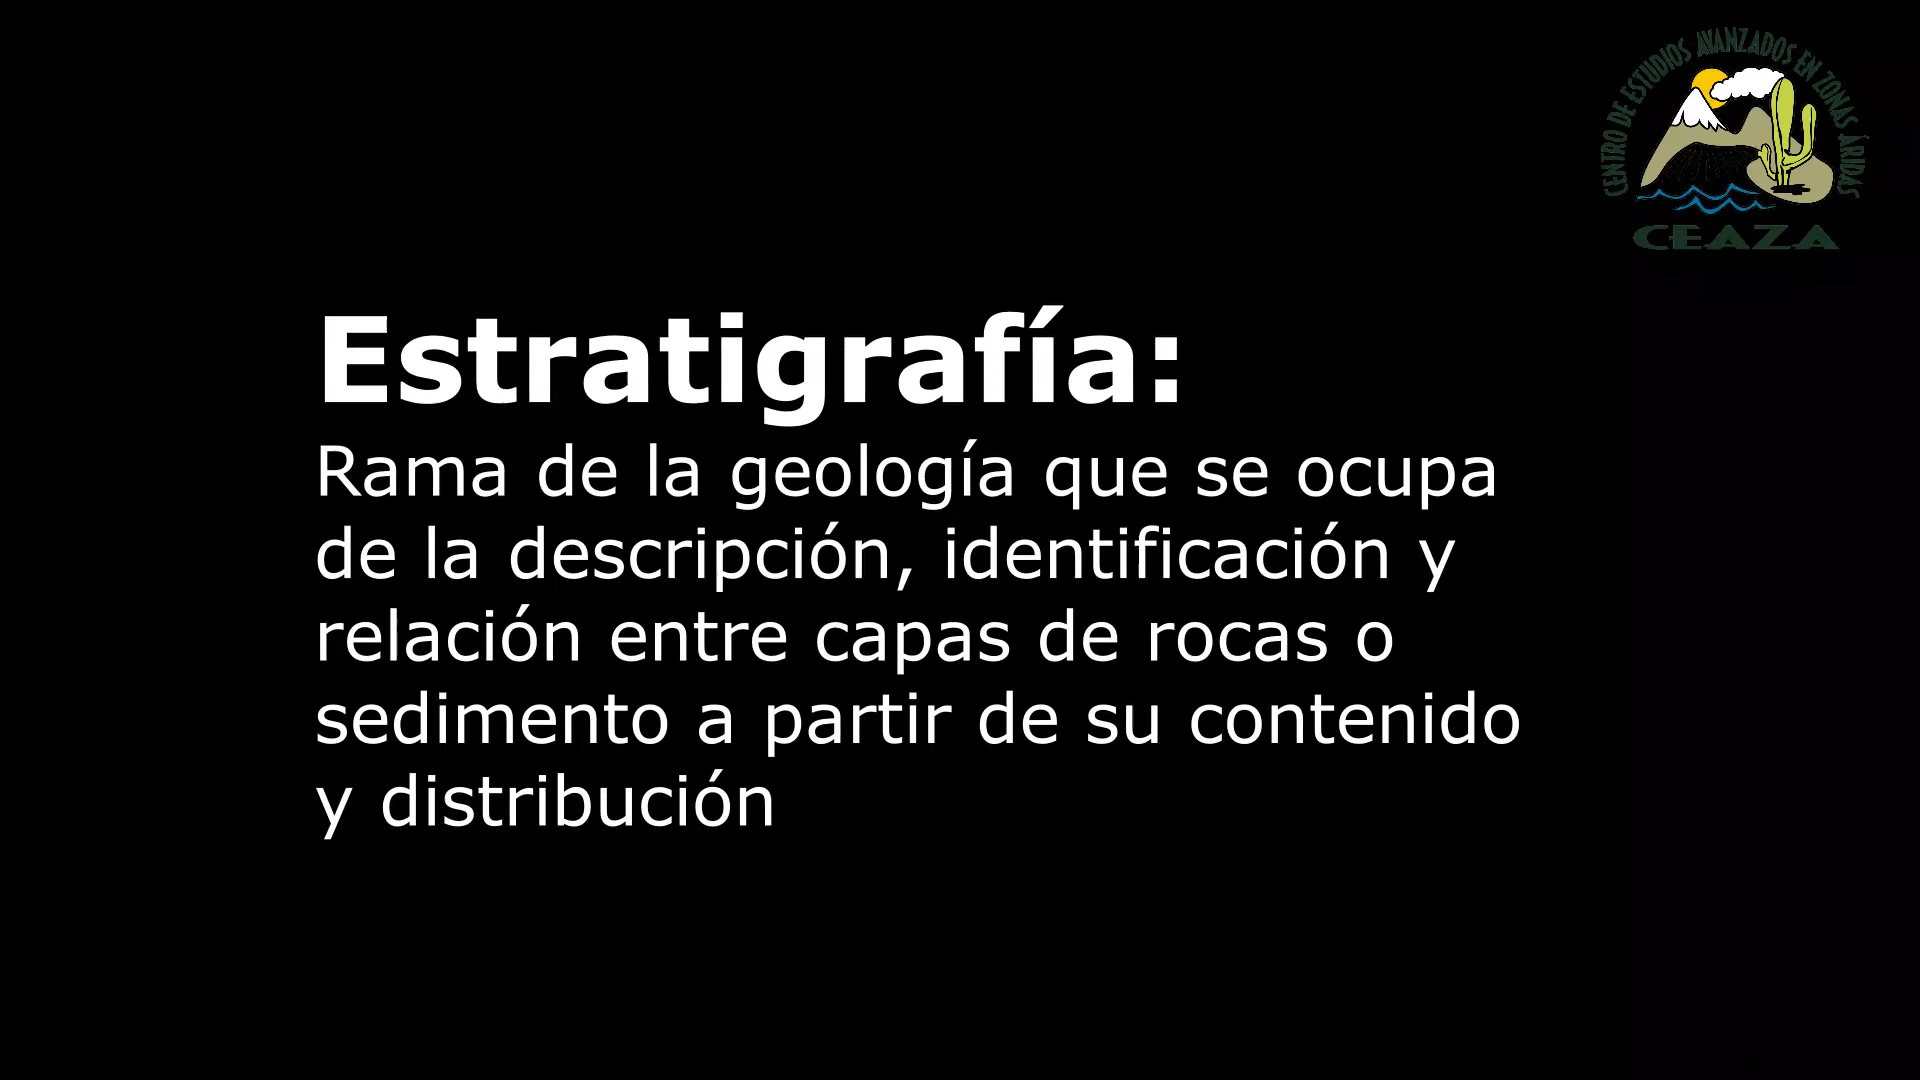 CENTRO DE ESTUDIOS AVANZADOS EN ZONAS ÁRIDAS
CEAZA
Estratigrafía:
Rama de la geología que se ocupa
de la descripción, identificación y
relación entre capas de rocas o
sedimento a partir de su contenido
y distribución